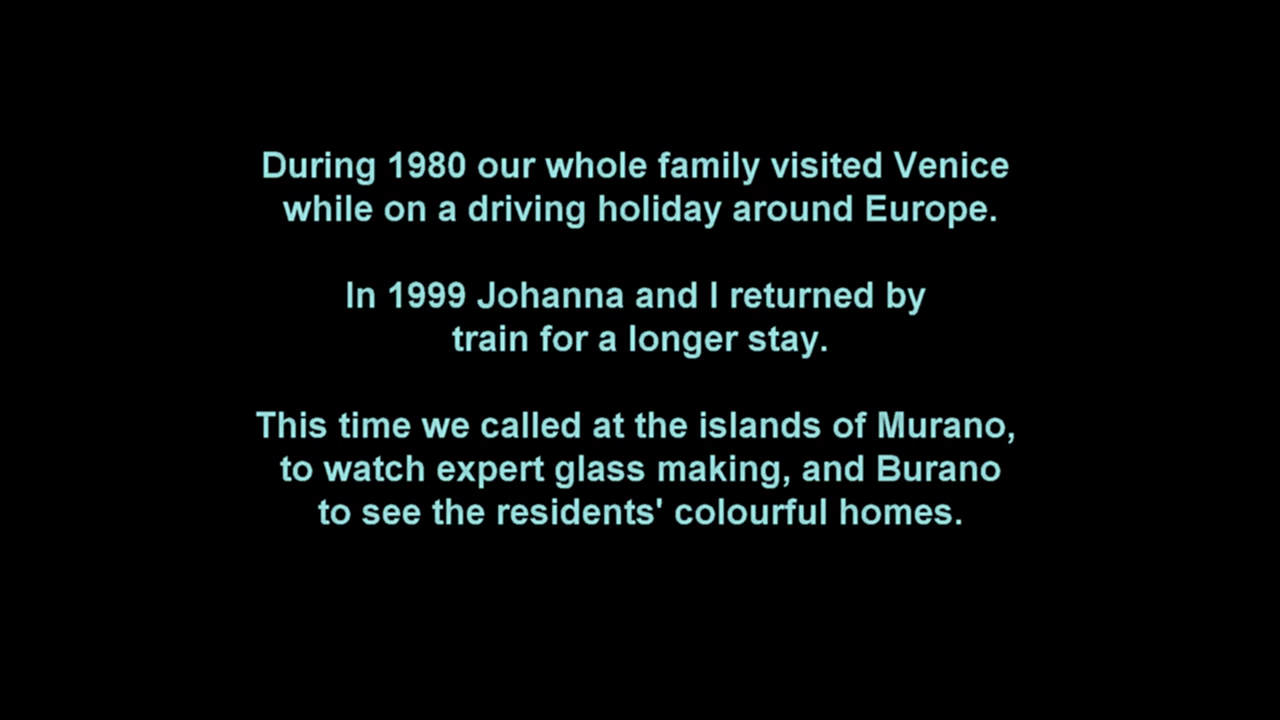 During 1980 our whole family visited Venice
while on a driving holiday around Europe.
In 1999 Johanna and I returned by
train for a longer stay.
This time we called at the islands of Murano,
to watch expert glass making, and Burano
to see the residents' colourful homes.